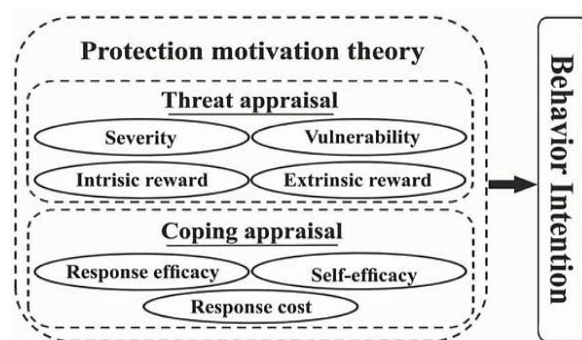 Protection motivation theory
Threat appraisal
Severity
Vulnerability
Intrisic reward
Extrinsic reward
Coping appraisal
Response efficacy
Self-efficacy
Response cost
Behavior Intention